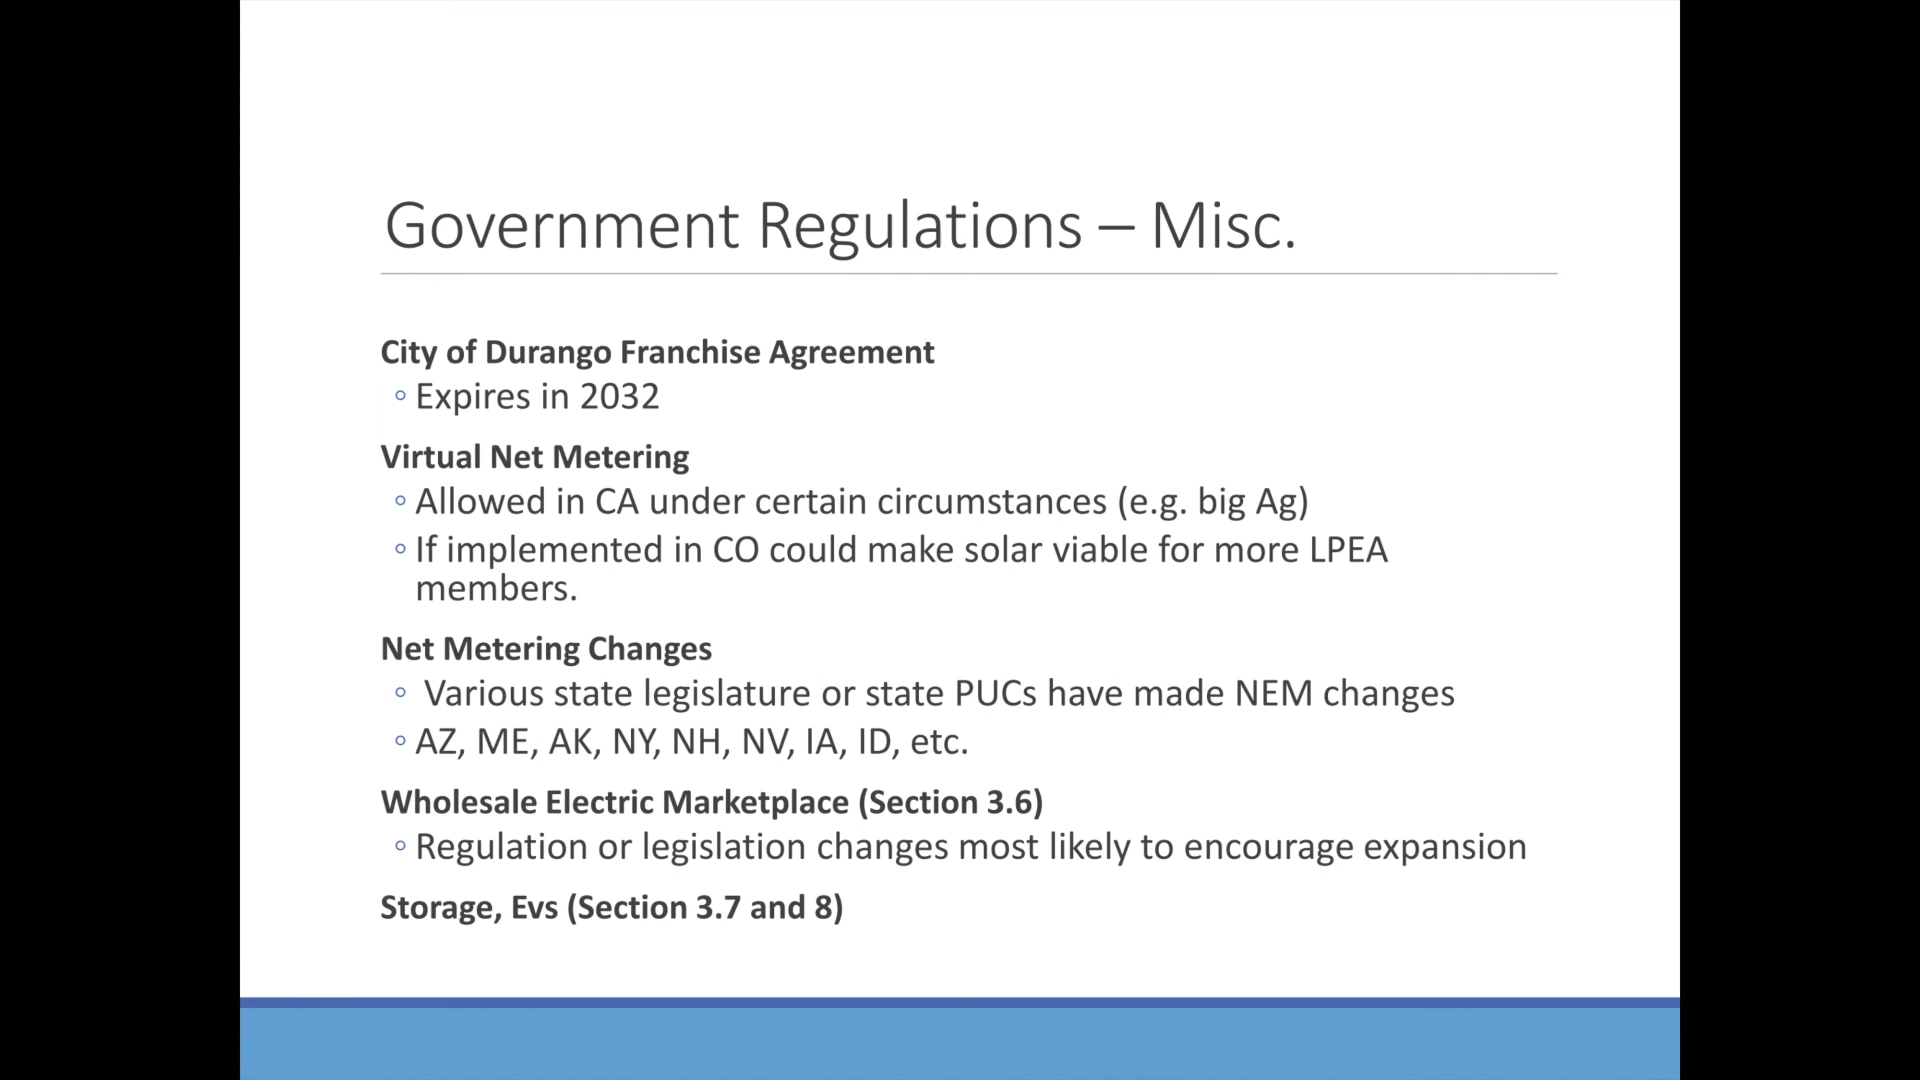 Government Regulations – Misc.
City of Durango Franchise Agreement
◦ Expires in 2032
Virtual Net Metering
◦ Allowed in CA under certain circumstances (e.g. big Ag)
◦ If implemented in CO could make solar viable for more LPEA
members.
Net Metering Changes
◦ Various state legislature or state PUCs have made NEM changes
◦ AZ, ME, AK, NY, NH, NV, IA, ID, etc.
Wholesale Electric Marketplace (Section 3.6)
◦ Regulation or legislation changes most likely to encourage expansion
Storage, Evs (Section 3.7 and 8)